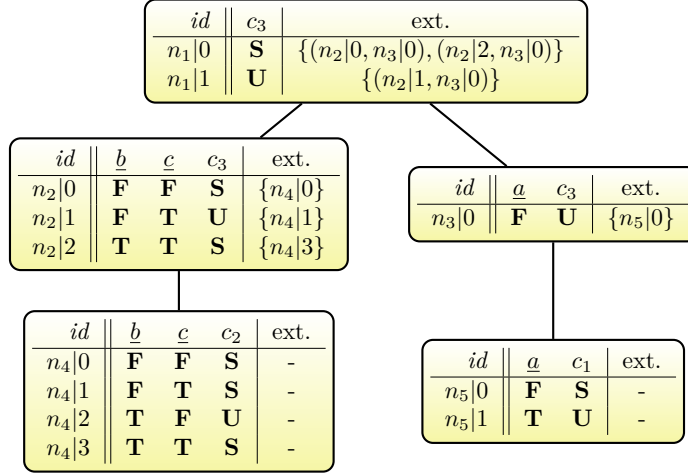 id c₃ ext.
n₁|0 S {(n₂|0, n₃|0), (n₂|2, n₃|0)}
n₁|1 U {(n₂|1, n₃|0)}
id b c c₃ ext.
n₂|0 F F S {n₄|0}
n₂|1 F T U {n₄|1}
n₂|2 T T S {n₄|3}
id a c₃ ext.
n₃|0 F U {n₅|0}
id b c c₂ ext.
n₄|0 F F S -
n₄|1 F T S -
n₄|2 T F U -
n₄|3 T T S -
id a c₁ ext.
n₅|0 F S -
n₅|1 T U -